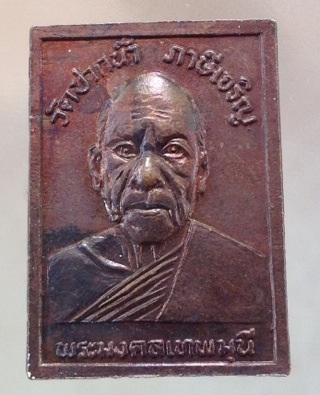 วัดปากน้ำ ภาษีเจริญ
พระมงคลเทพมุนี